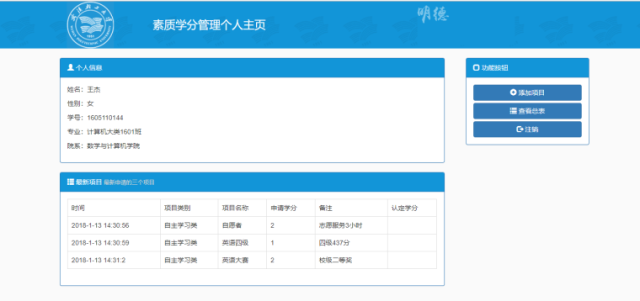 素质学分管理个人主页
明德
个人信息
姓名：王杰
性别：女
学号：1605110144
专业：计算机大类1601班
院系：数学与计算机学院
功能按钮
添加项目
查看总表
注销
最新项目 最新申请的三个项目
时间 项目类别 项目名称 申请学分 备注 认定学分
2018-1-13 14:30:56 自主学习类 自愿者 2 志愿服务3小时
2018-1-13 14:30:59 自主学习类 英语四级 1 四级437分
2018-1-13 14:31:2 自主学习类 英语大赛 2 校级二等奖